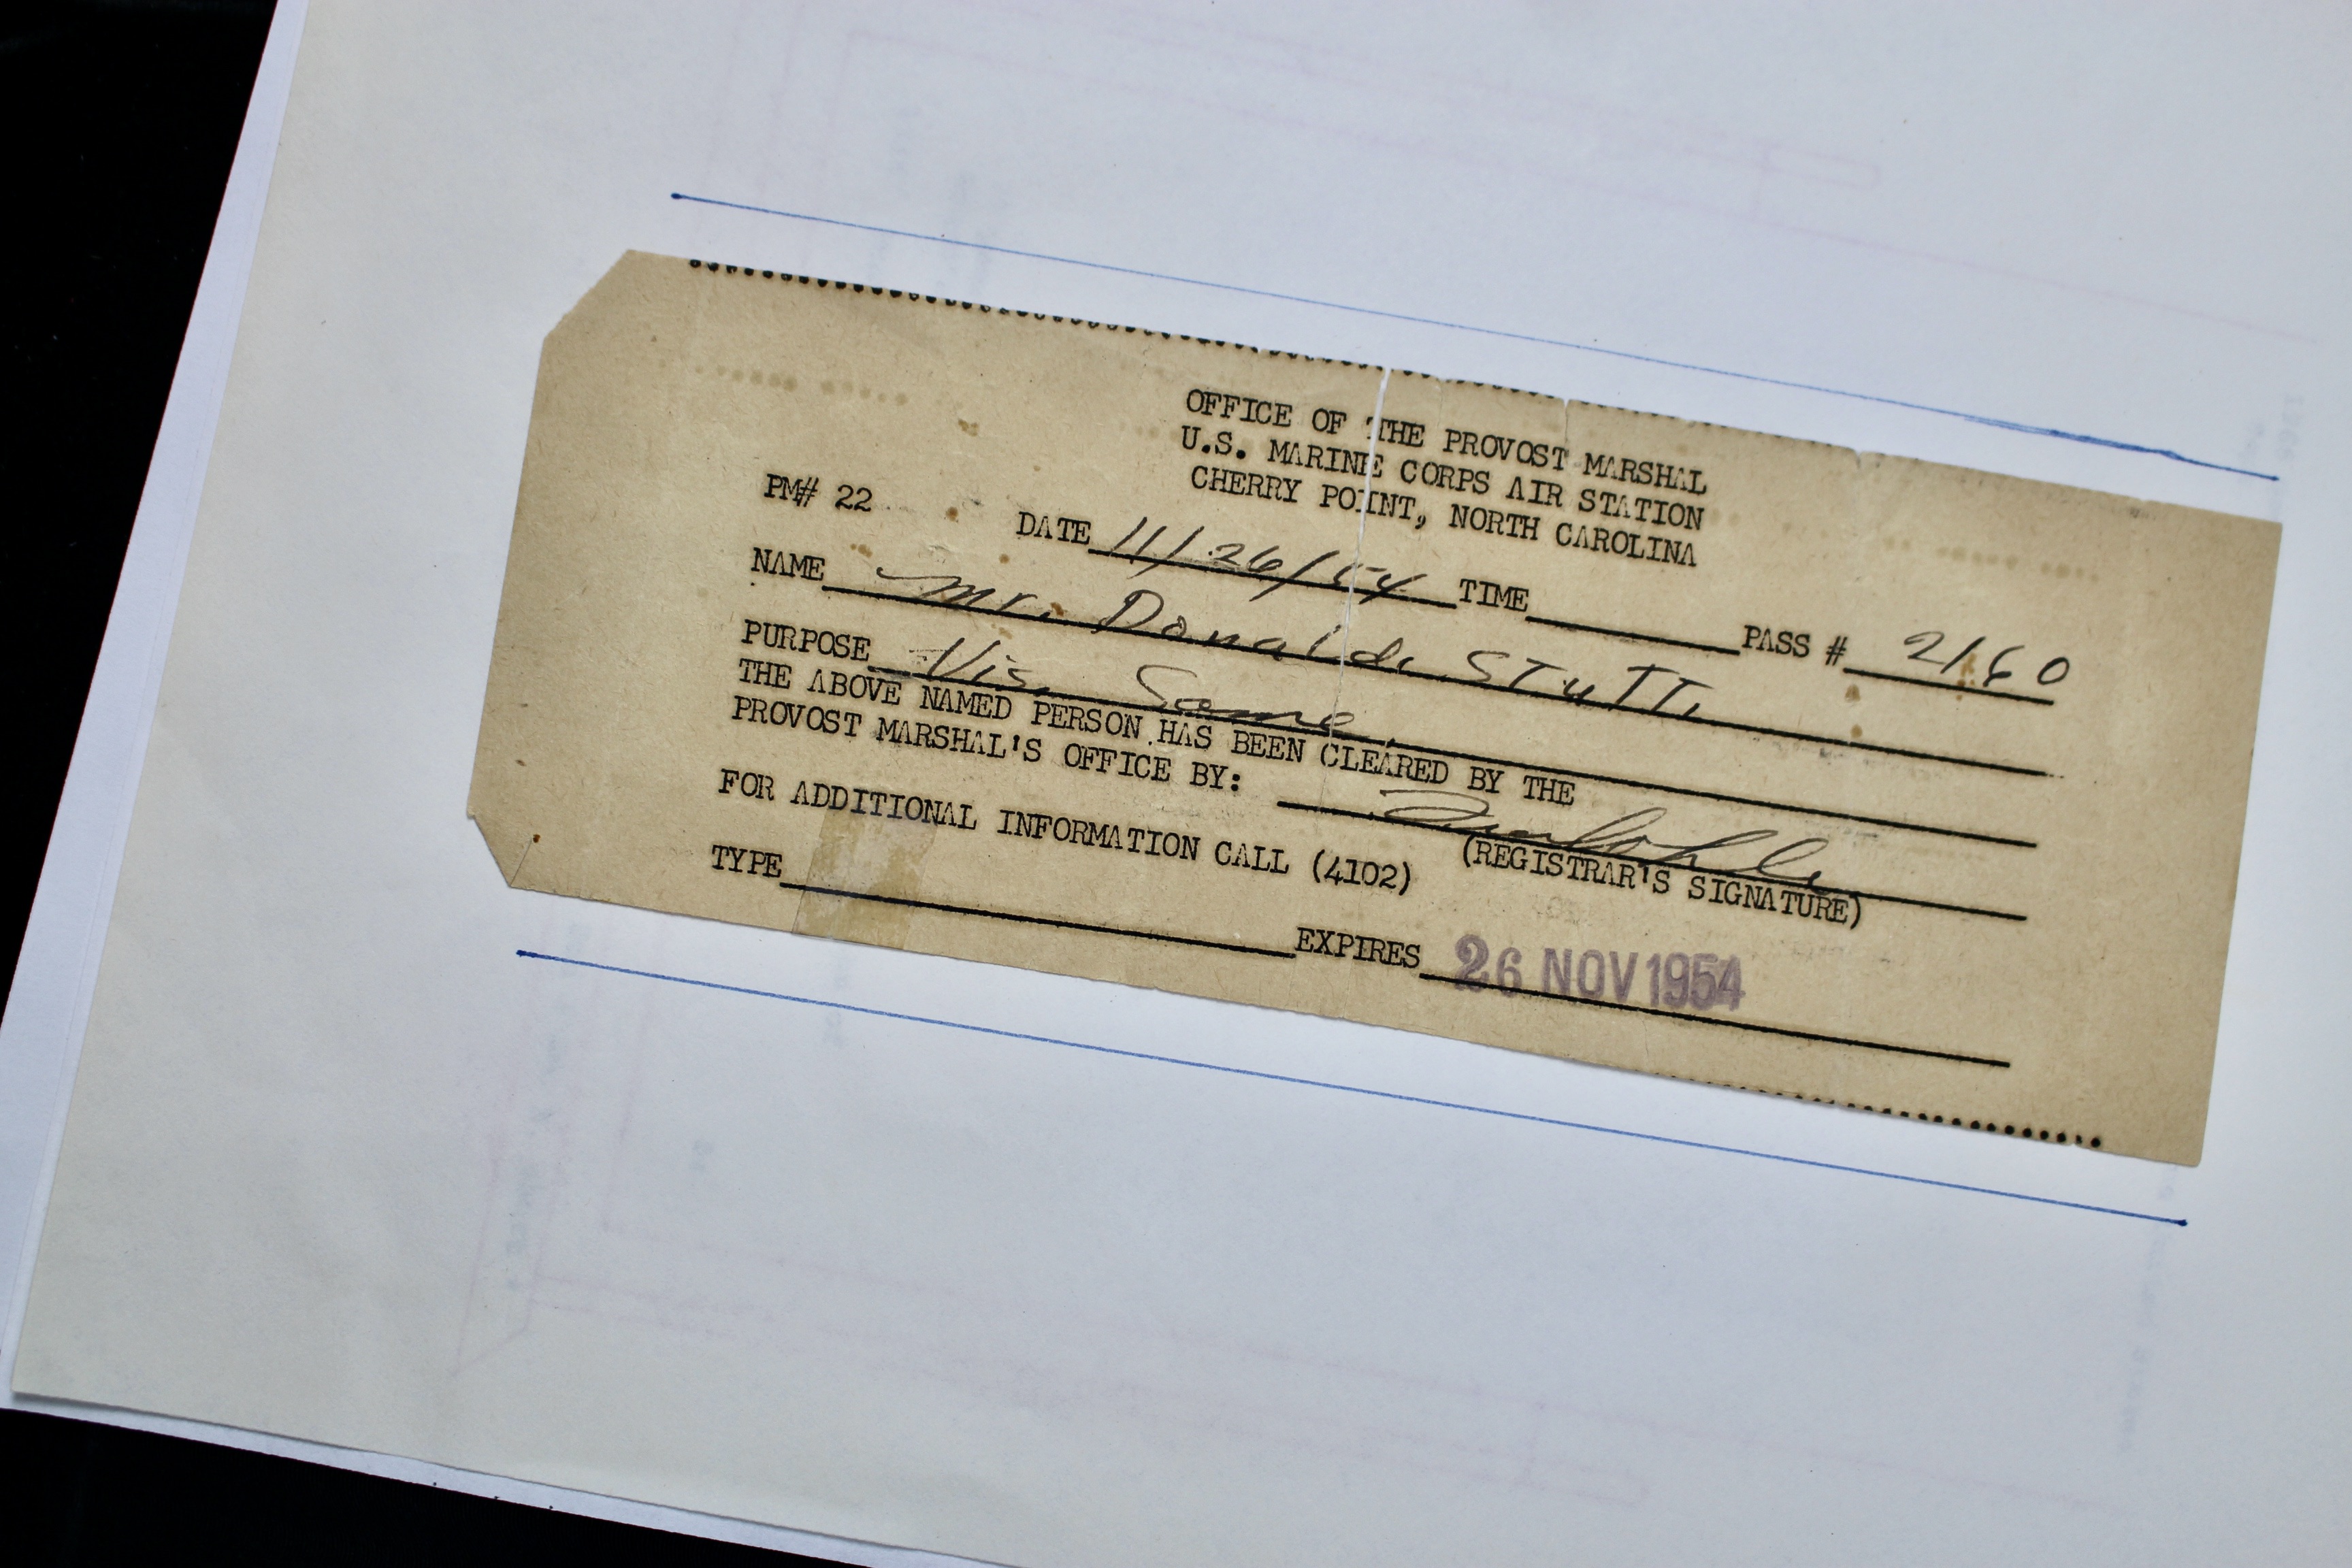 OFFICE OF THE PROVOST MARSHAL
U.S. MARINE CORPS AIR STATION
CHERRY POINT, NORTH CAROLINA
PM# 22
DATE 11/26/54 TIME PASS # 2160
NAME Mr. Donald STUTT.
PURPOSE Vis. Same.
THE ABOVE NAMED PERSON HAS BEEN CLEARED BY THE
PROVOST MARSHAL'S OFFICE BY:
(REGISTRAR'S SIGNATURE)
FOR ADDITIONAL INFORMATION CALL (4102)
TYPE EXPIRES 26 NOV 1954